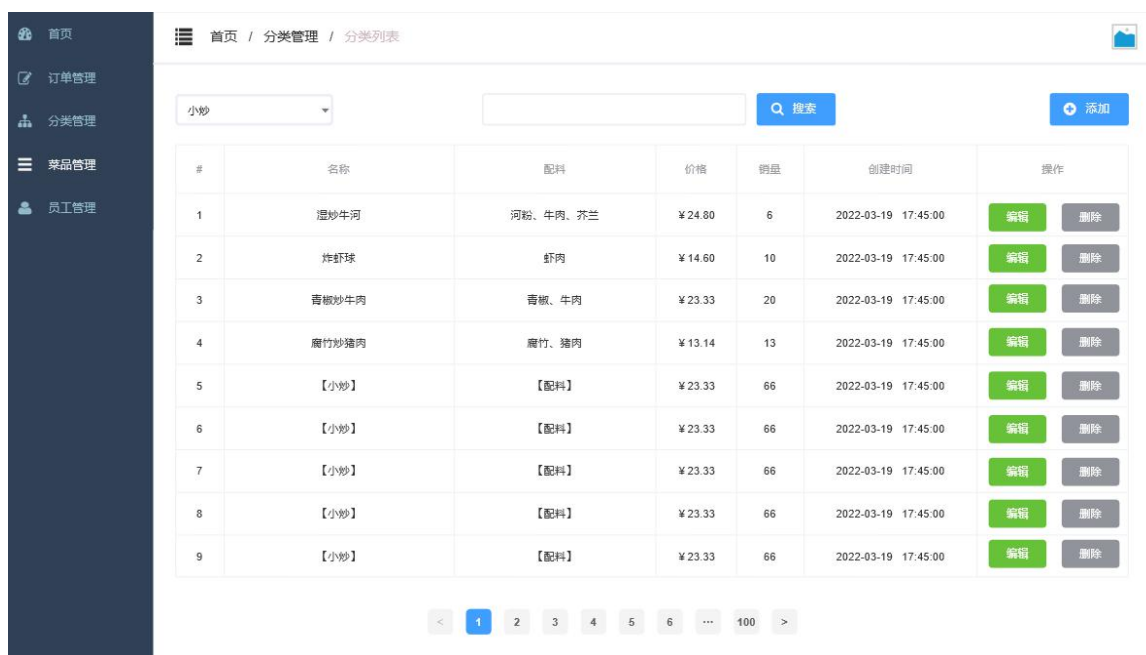 首页
订单管理
分类管理
菜品管理
员工管理
首页 / 分类管理 / 分类列表
小炒 搜索 添加
# 名称 配料 价格 销量 创建时间 操作
1 湿炒牛河 河粉、牛肉、芥兰 ¥24.80 6 2022-03-19 17:45:00 编辑 删除
2 炸虾球 虾肉 ¥14.60 10 2022-03-19 17:45:00 编辑 删除
3 青椒炒牛肉 青椒、牛肉 ¥23.33 20 2022-03-19 17:45:00 编辑 删除
4 腐竹炒猪肉 腐竹、猪肉 ¥13.14 13 2022-03-19 17:45:00 编辑 删除
5 【小炒】 【配料】 ¥23.33 66 2022-03-19 17:45:00 编辑 删除
6 【小炒】 【配料】 ¥23.33 66 2022-03-19 17:45:00 编辑 删除
7 【小炒】 【配料】 ¥23.33 66 2022-03-19 17:45:00 编辑 删除
8 【小炒】 【配料】 ¥23.33 66 2022-03-19 17:45:00 编辑 删除
9 【小炒】 【配料】 ¥23.33 66 2022-03-19 17:45:00 编辑 删除
< 1 2 3 4 5 6 ··· 100 >